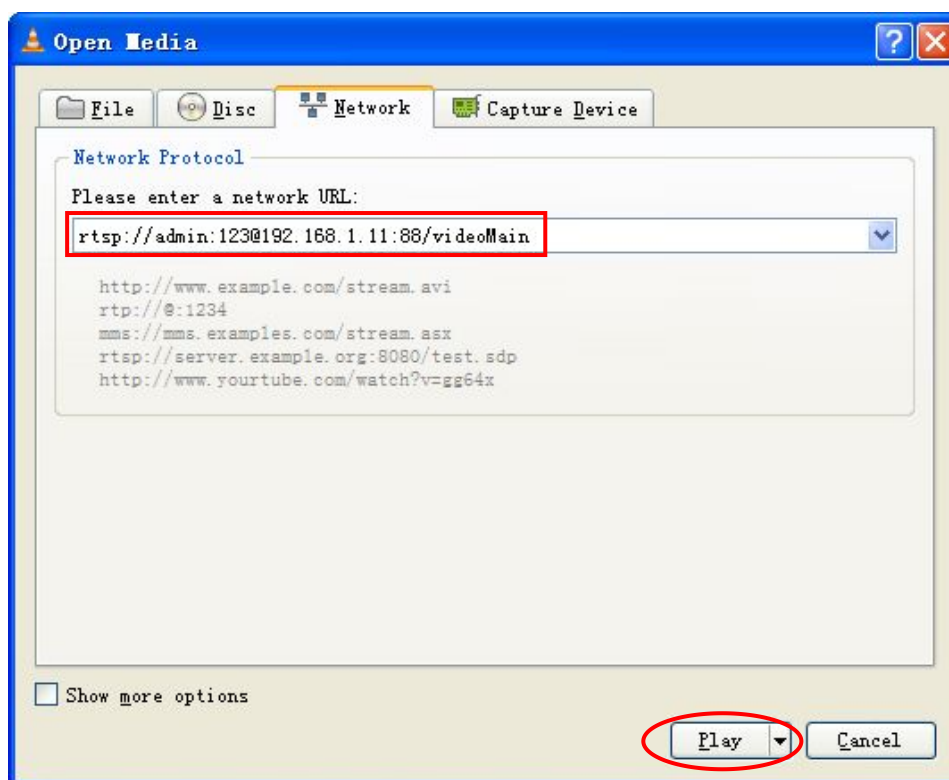 Open Media
File Disc Network Capture Device
Network Protocol
Please enter a network URL:
rtsp://admin:123@192.168.1.11:88/videoMain
http://www.example.com/stream.avi
rtp://@:1234
mms://mms.examples.com/stream.asx
rtsp://server.example.org:8080/test.sdp
http://www.yourtube.com/watch?v=gg64x
Show more options
Play Cancel